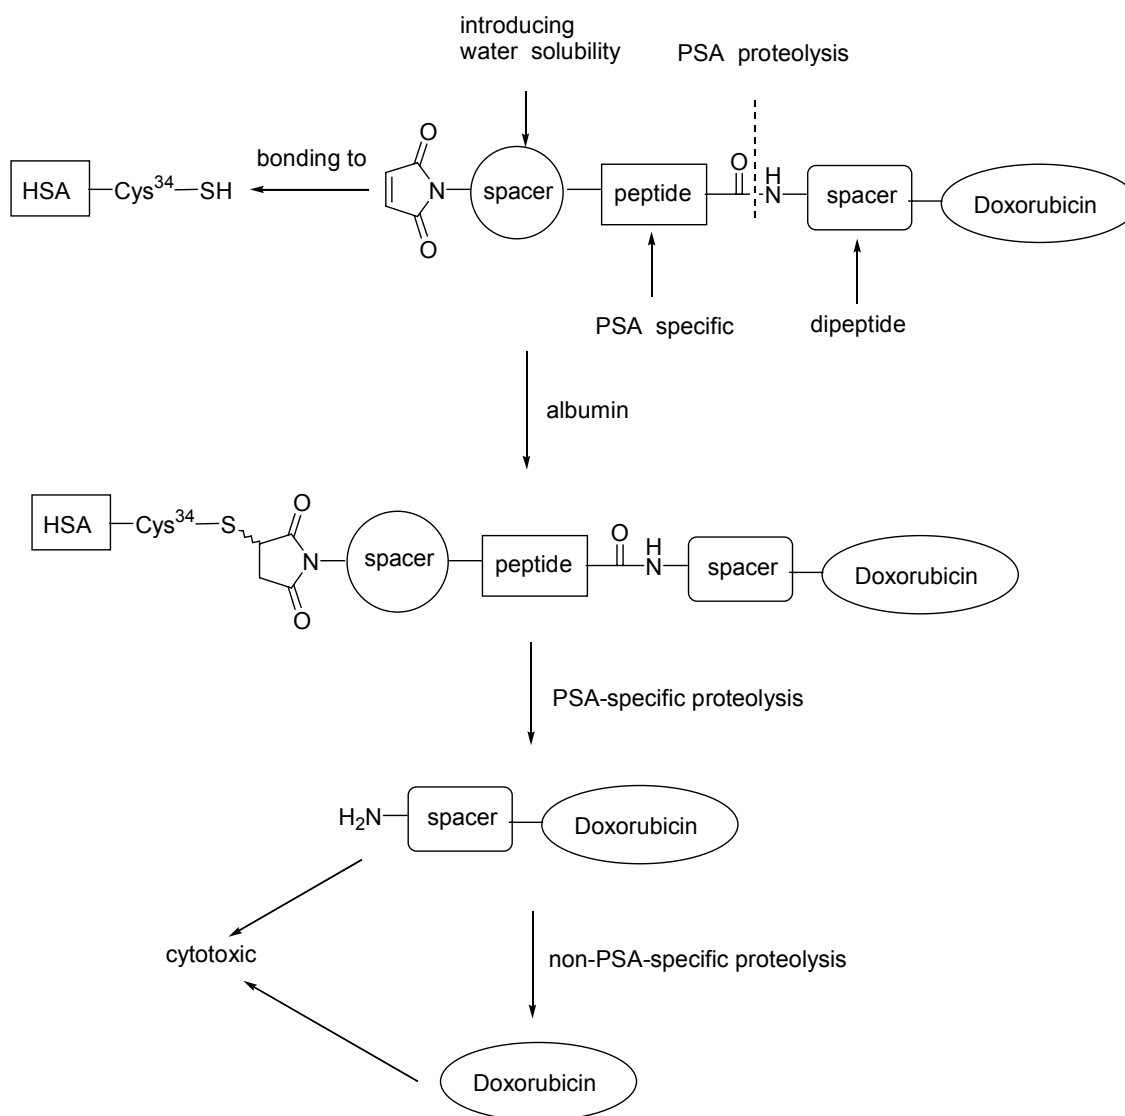 introducing
water solubility
PSA proteolysis
HSA
Cys³⁴
SH
bonding to
O
N
O
spacer
peptide
O
H
N
spacer
Doxorubicin
PSA specific
dipeptide
albumin
HSA
Cys³⁴
S
O
N
O
spacer
peptide
O
H
N
spacer
Doxorubicin
PSA-specific proteolysis
H₂N
spacer
Doxorubicin
cytotoxic
non-PSA-specific proteolysis
Doxorubicin